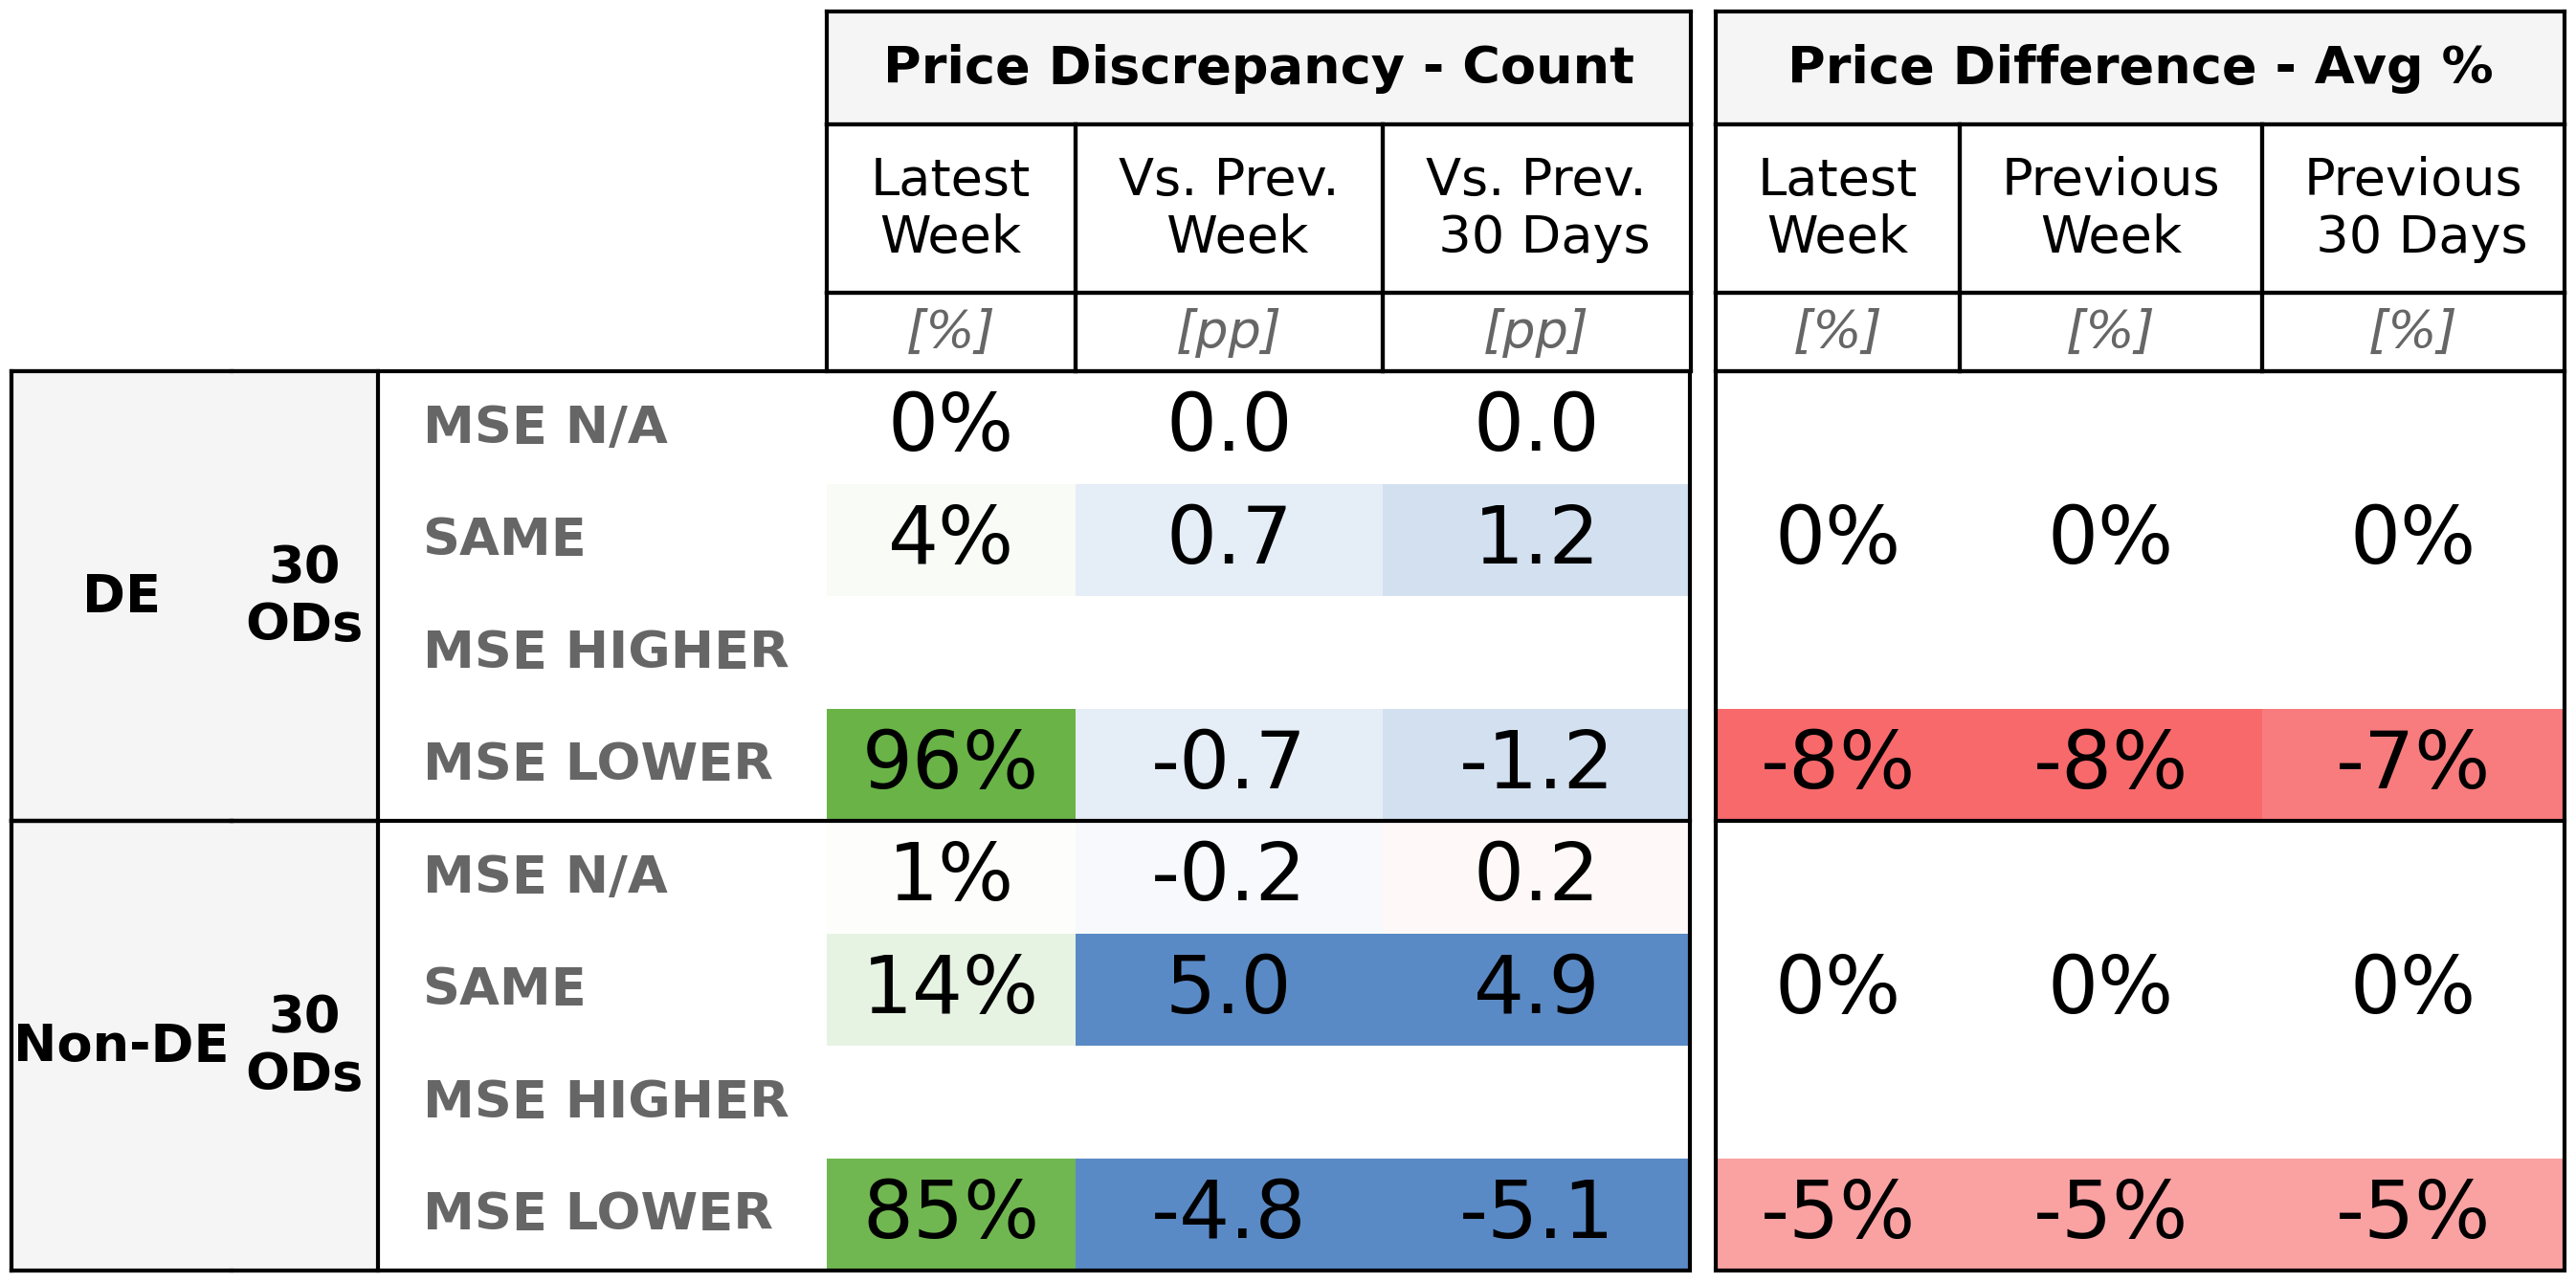 Price Discrepancy - Count Price Difference - Avg %
Latest Week Vs. Prev. Week Vs. Prev. 30 Days Latest Week Previous Week Previous 30 Days
[%] [pp] [pp] [%] [%] [%]
DE 30 ODs
MSE N/A 0% 0.0 0.0
SAME 4% 0.7 1.2 0% 0% 0%
MSE HIGHER
MSE LOWER 96% -0.7 -1.2 -8% -8% -7%
Non-DE 30 ODs
MSE N/A 1% -0.2 0.2
SAME 14% 5.0 4.9 0% 0% 0%
MSE HIGHER
MSE LOWER 85% -4.8 -5.1 -5% -5% -5%